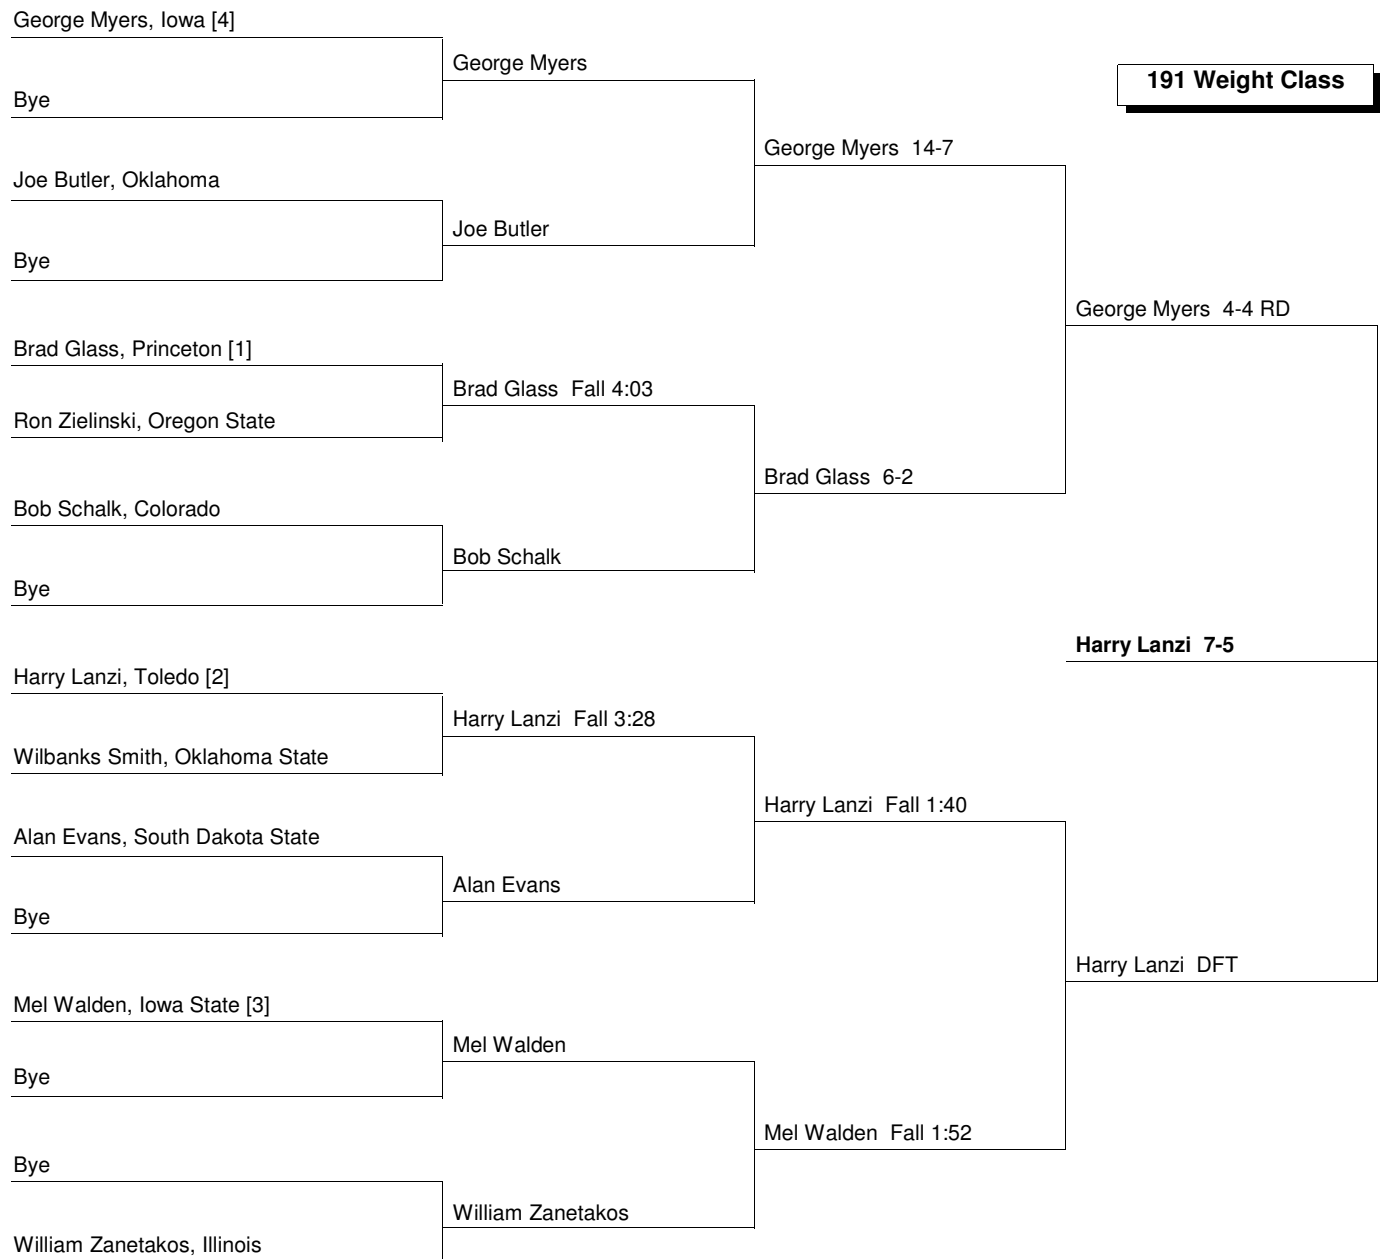 George Myers, Iowa [4]
George Myers
191 Weight Class
Bye
George Myers 14-7
Joe Butler, Oklahoma
Joe Butler
Bye
George Myers 4-4 RD
Brad Glass, Princeton [1]
Brad Glass Fall 4:03
Ron Zielinski, Oregon State
Brad Glass 6-2
Bob Schalk, Colorado
Bob Schalk
Bye
Harry Lanzi 7-5
Harry Lanzi, Toledo [2]
Harry Lanzi Fall 3:28
Wilbanks Smith, Oklahoma State
Harry Lanzi Fall 1:40
Alan Evans, South Dakota State
Alan Evans
Bye
Harry Lanzi DFT
Mel Walden, Iowa State [3]
Mel Walden
Bye
Mel Walden Fall 1:52
Bye
William Zanetakos
William Zanetakos, Illinois